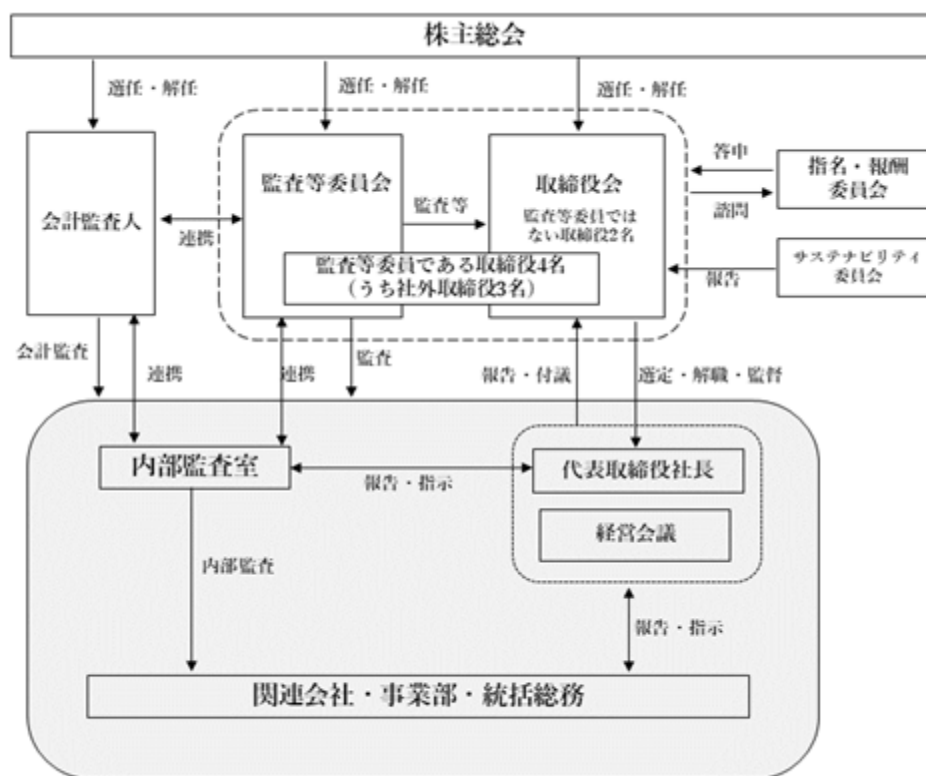 株主総会
選任・解任
選任・解任
選任・解任
会計監査人
連携
監査等委員会
監査等
取締役会
監査等委員では
ない取締役2名
監査等委員である取締役4名
（うち社外取締役3名）
答申
諮問
指名・報酬
委員会
報告
サステナビリティ
委員会
会計監査
連携
連携
監査
報告・付議
選定・解職・監督
内部監査室
報告・指示
代表取締役社長
経営会議
内部監査
報告・指示
関連会社・事業部・統括総務